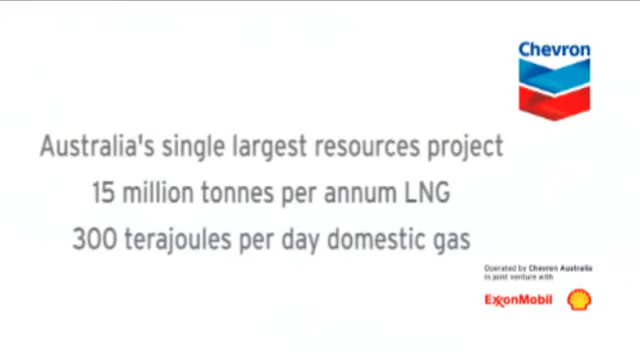 Chevron
Australia's single largest resources project
15 million tonnes per annum LNG
300 terajoules per day domestic gas
Operated by Chevron Australia
in joint venture with
ExxonMobil